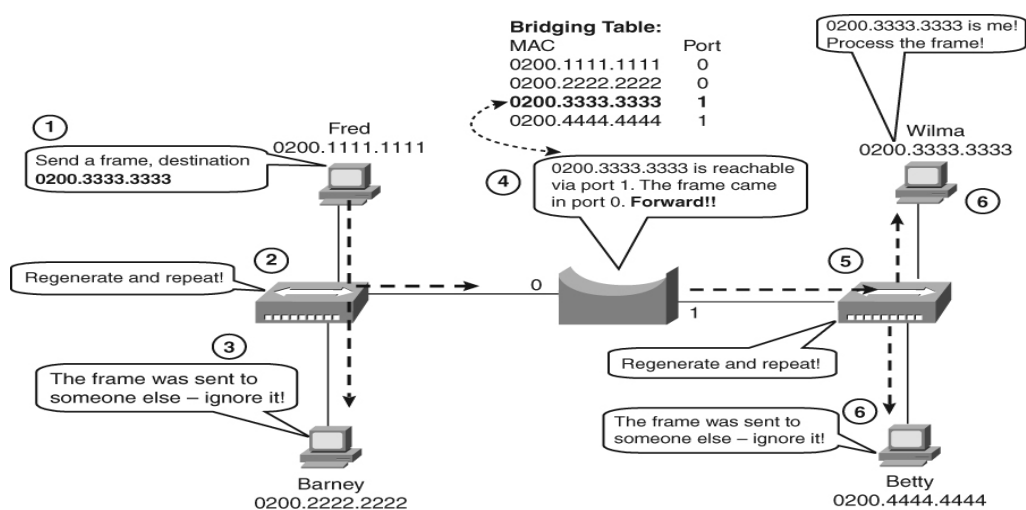 Bridging Table:
MAC Port
0200.1111.1111 0
0200.2222.2222 0
0200.3333.3333 1
0200.4444.4444 1
0200.3333.3333 is me!
Process the frame!
1
Fred
0200.1111.1111
Send a frame, destination
0200.3333.3333
4
0200.3333.3333 is reachable
via port 1. The frame came
in port 0. Forward!!
Wilma
0200.3333.3333
6
2
Regenerate and repeat!
0
1
5
Regenerate and repeat!
3
The frame was sent to
someone else – ignore it!
Barney
0200.2222.2222
6
The frame was sent to
someone else – ignore it!
Betty
0200.4444.4444